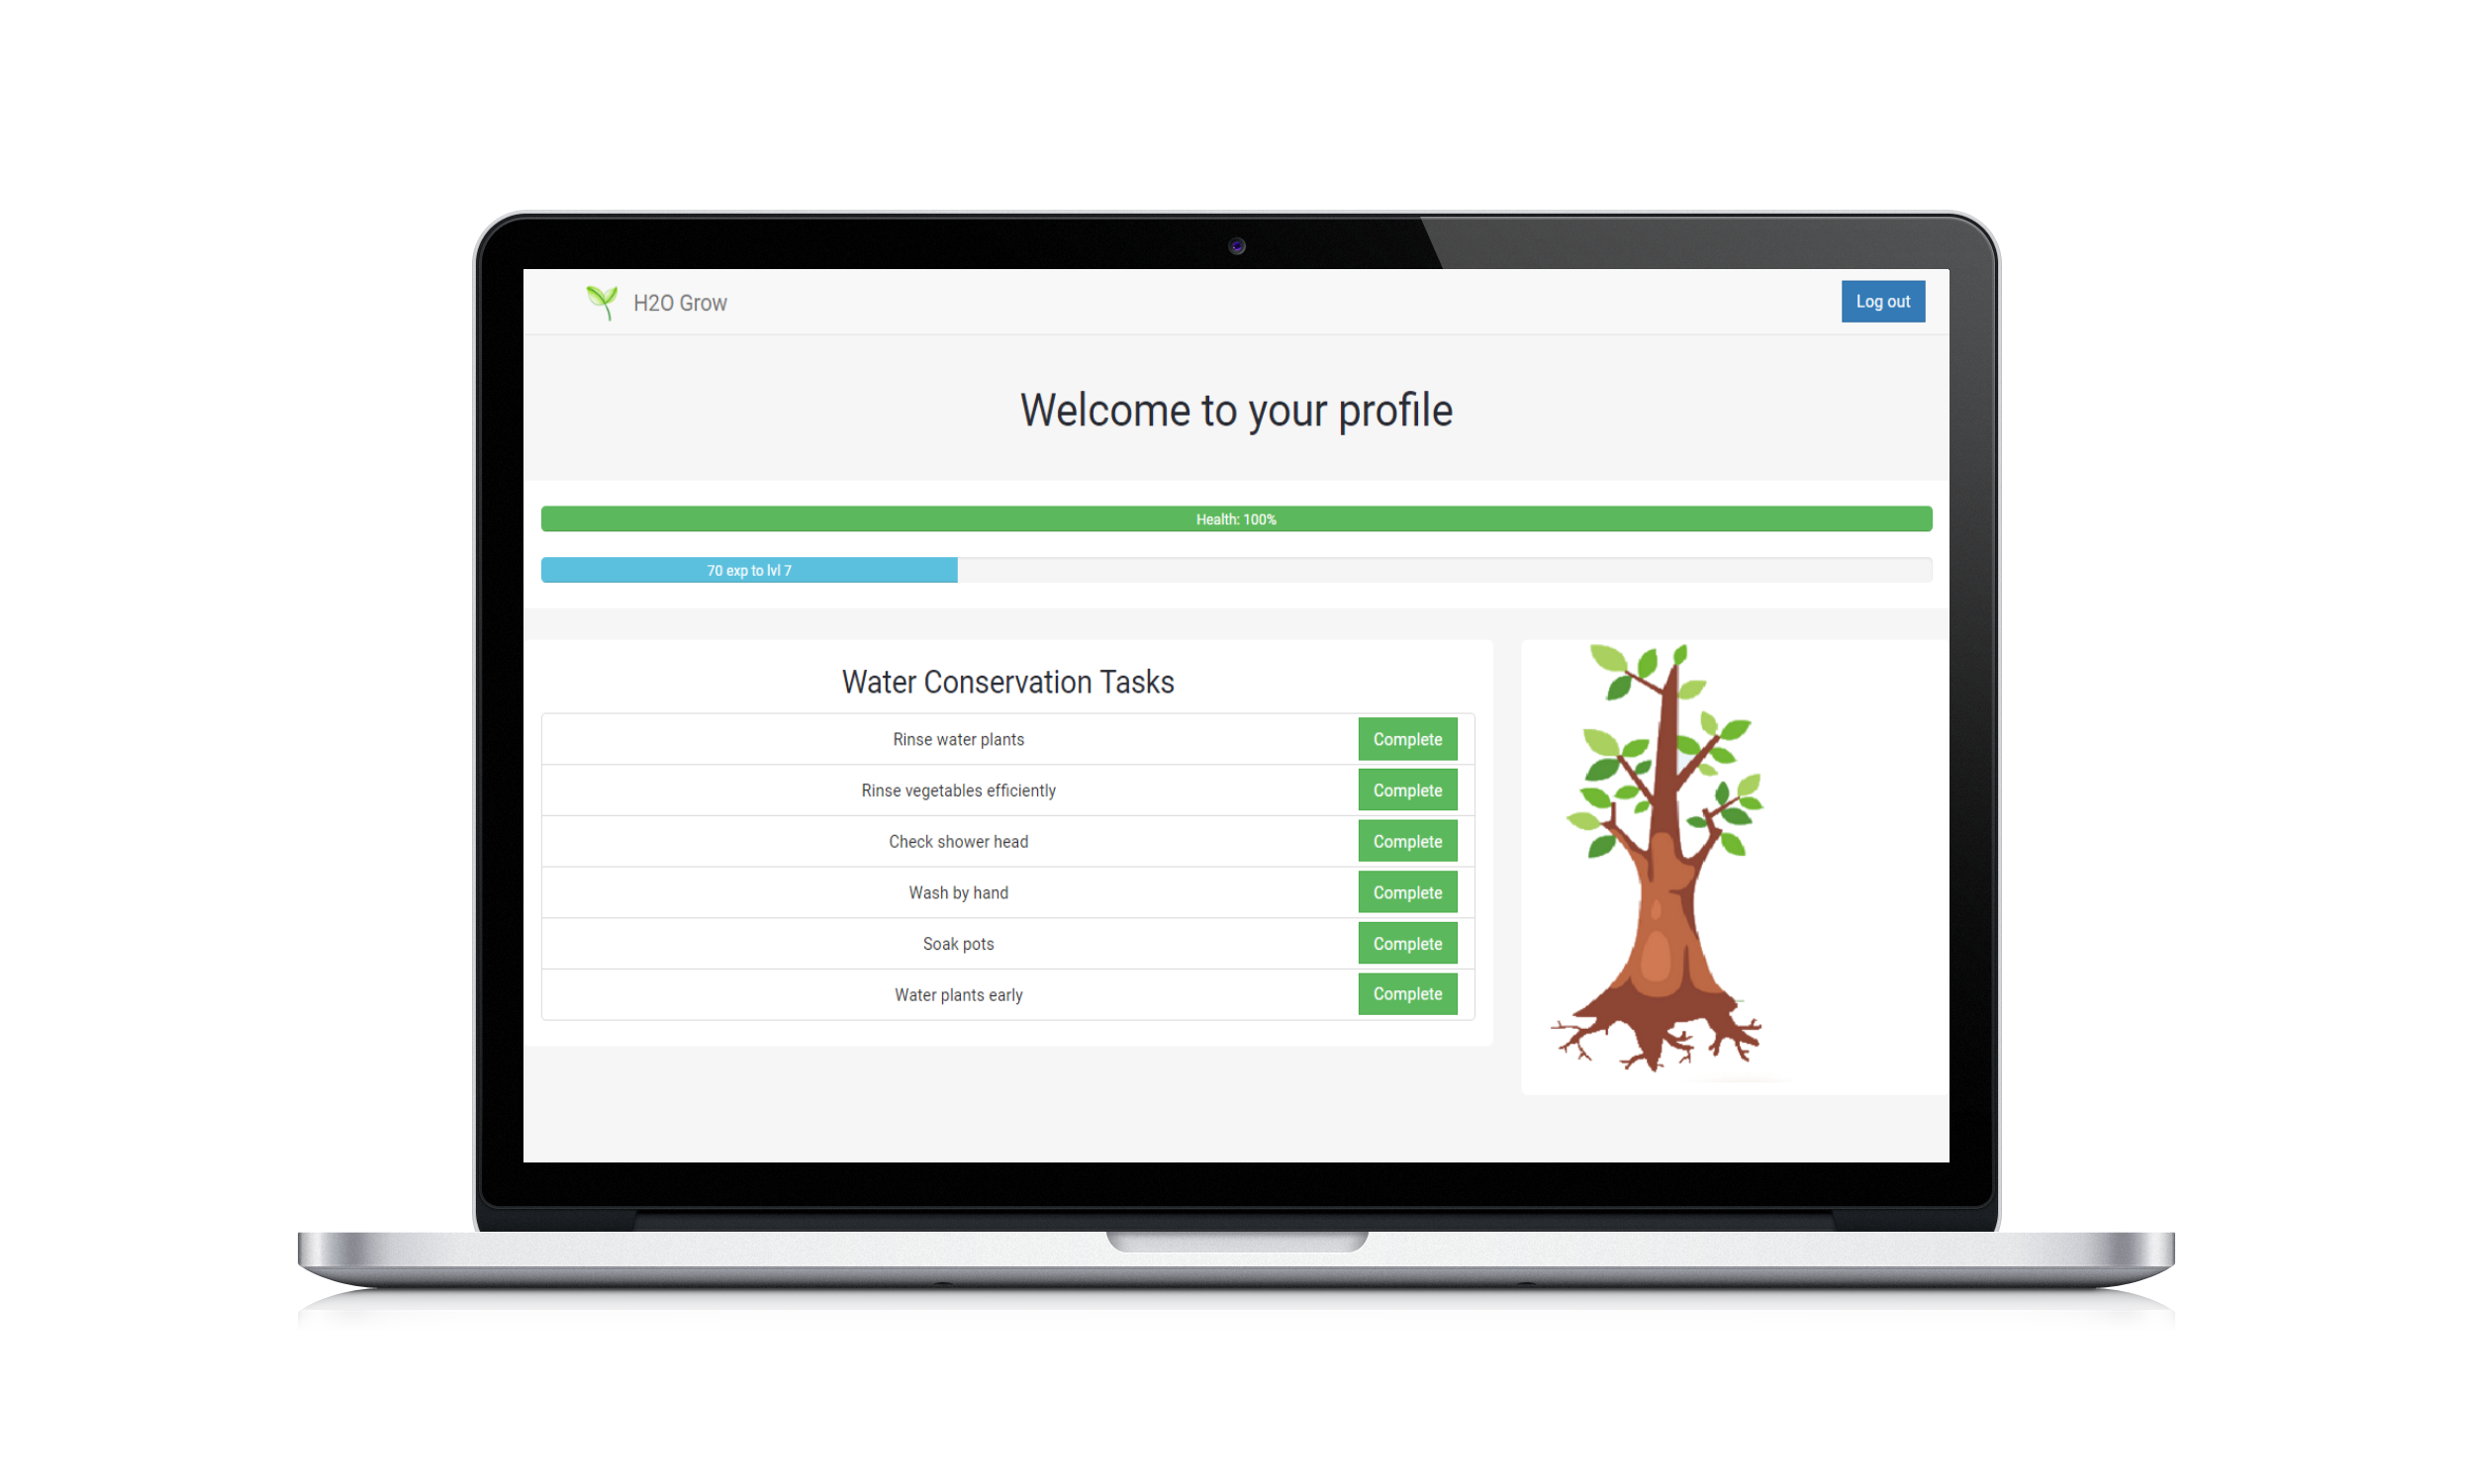 H2O Grow
Log out
Welcome to your profile
Health: 100%
70 exp to lvl 7
Water Conservation Tasks
Rinse water plants Complete
Rinse vegetables efficiently Complete
Check shower head Complete
Wash by hand Complete
Soak pots Complete
Water plants early Complete